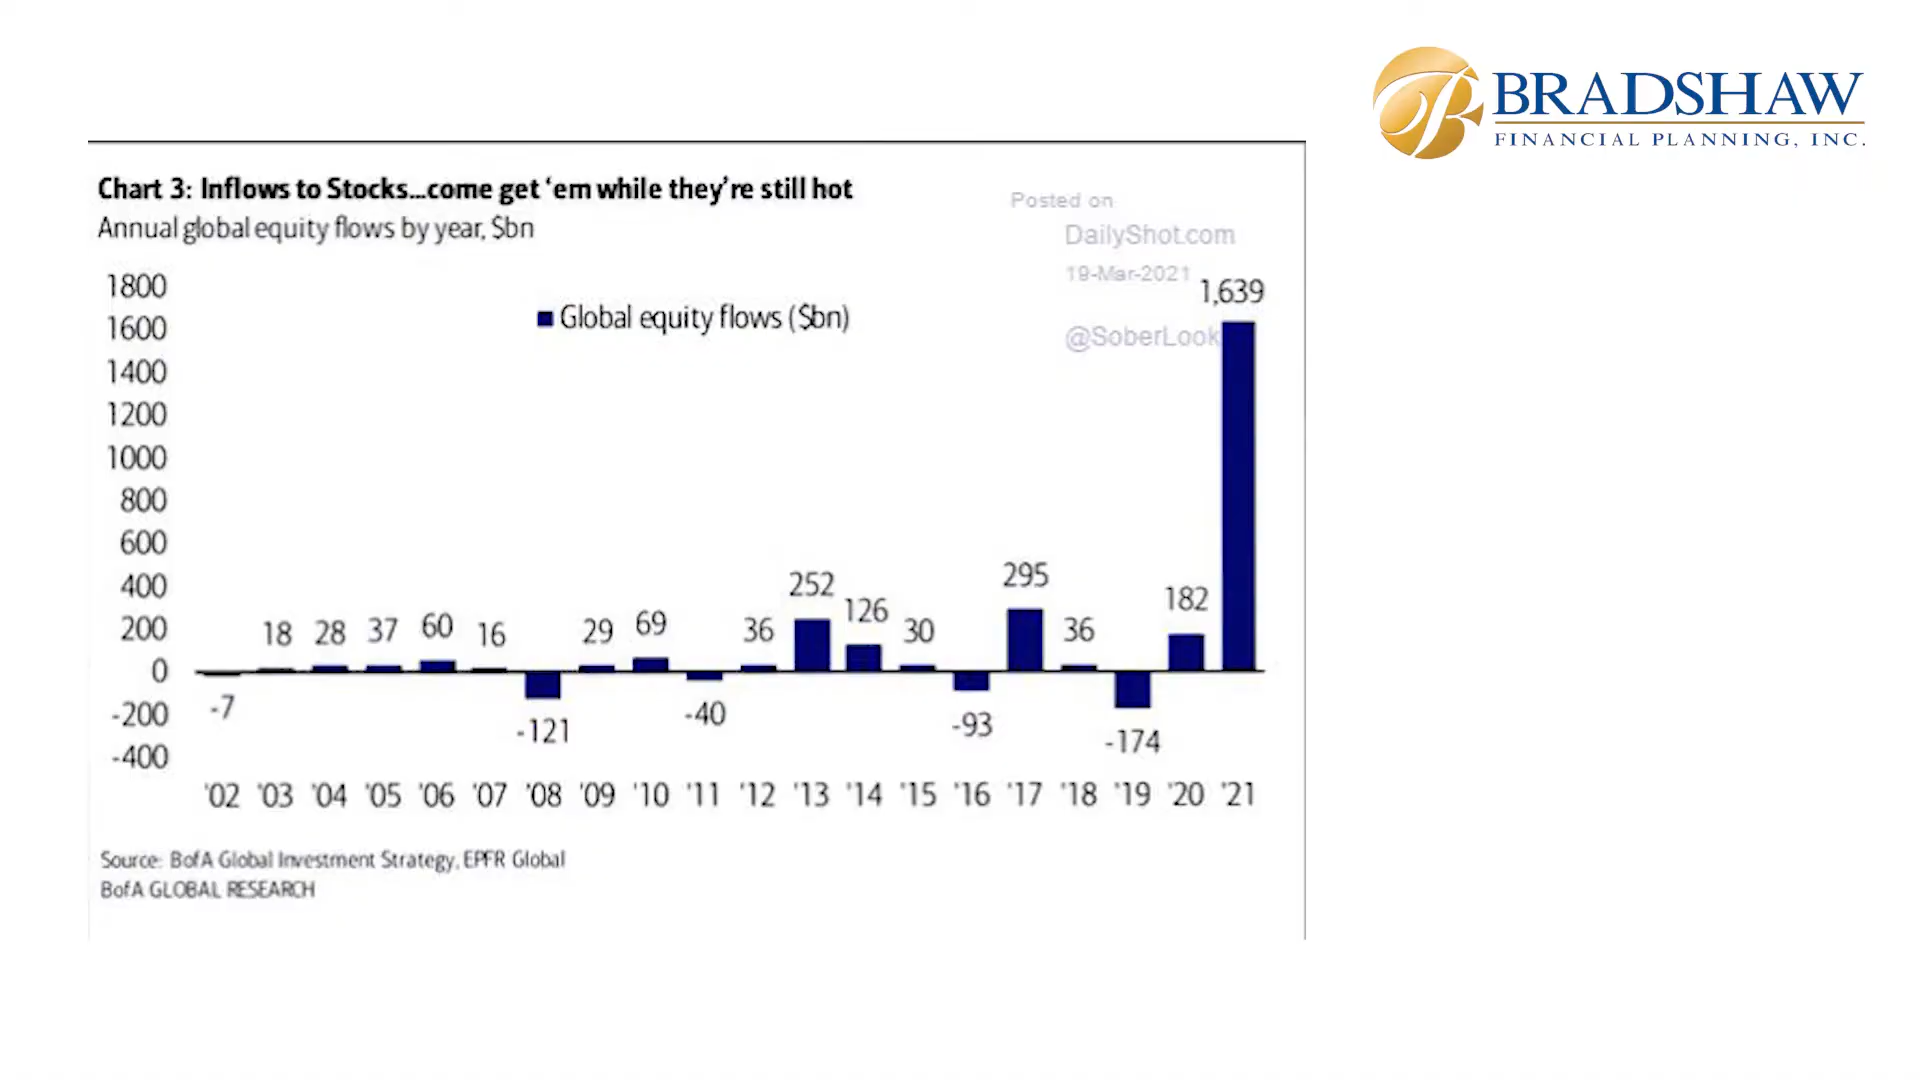 BRADSHAW
FINANCIAL PLANNING, INC.
Chart 3: Inflows to Stocks...come get ‘em while they’re still hot
Annual global equity flows by year, $bn
Posted on
DailyShot.com
19-Mar-2021
@SoberLook
Global equity flows ($bn)
1800
1600
1400
1200
1000
800
600
400
200
0
-200
-400
-7
18
28
37
60
16
-121
29
69
-40
36
252
126
30
-93
295
36
-174
182
1,639
'02 '03 '04 '05 '06 '07 '08 '09 '10 '11 '12 '13 '14 '15 '16 '17 '18 '19 '20 '21
Source: BofA Global Investment Strategy, EPFR Global
BofA GLOBAL RESEARCH